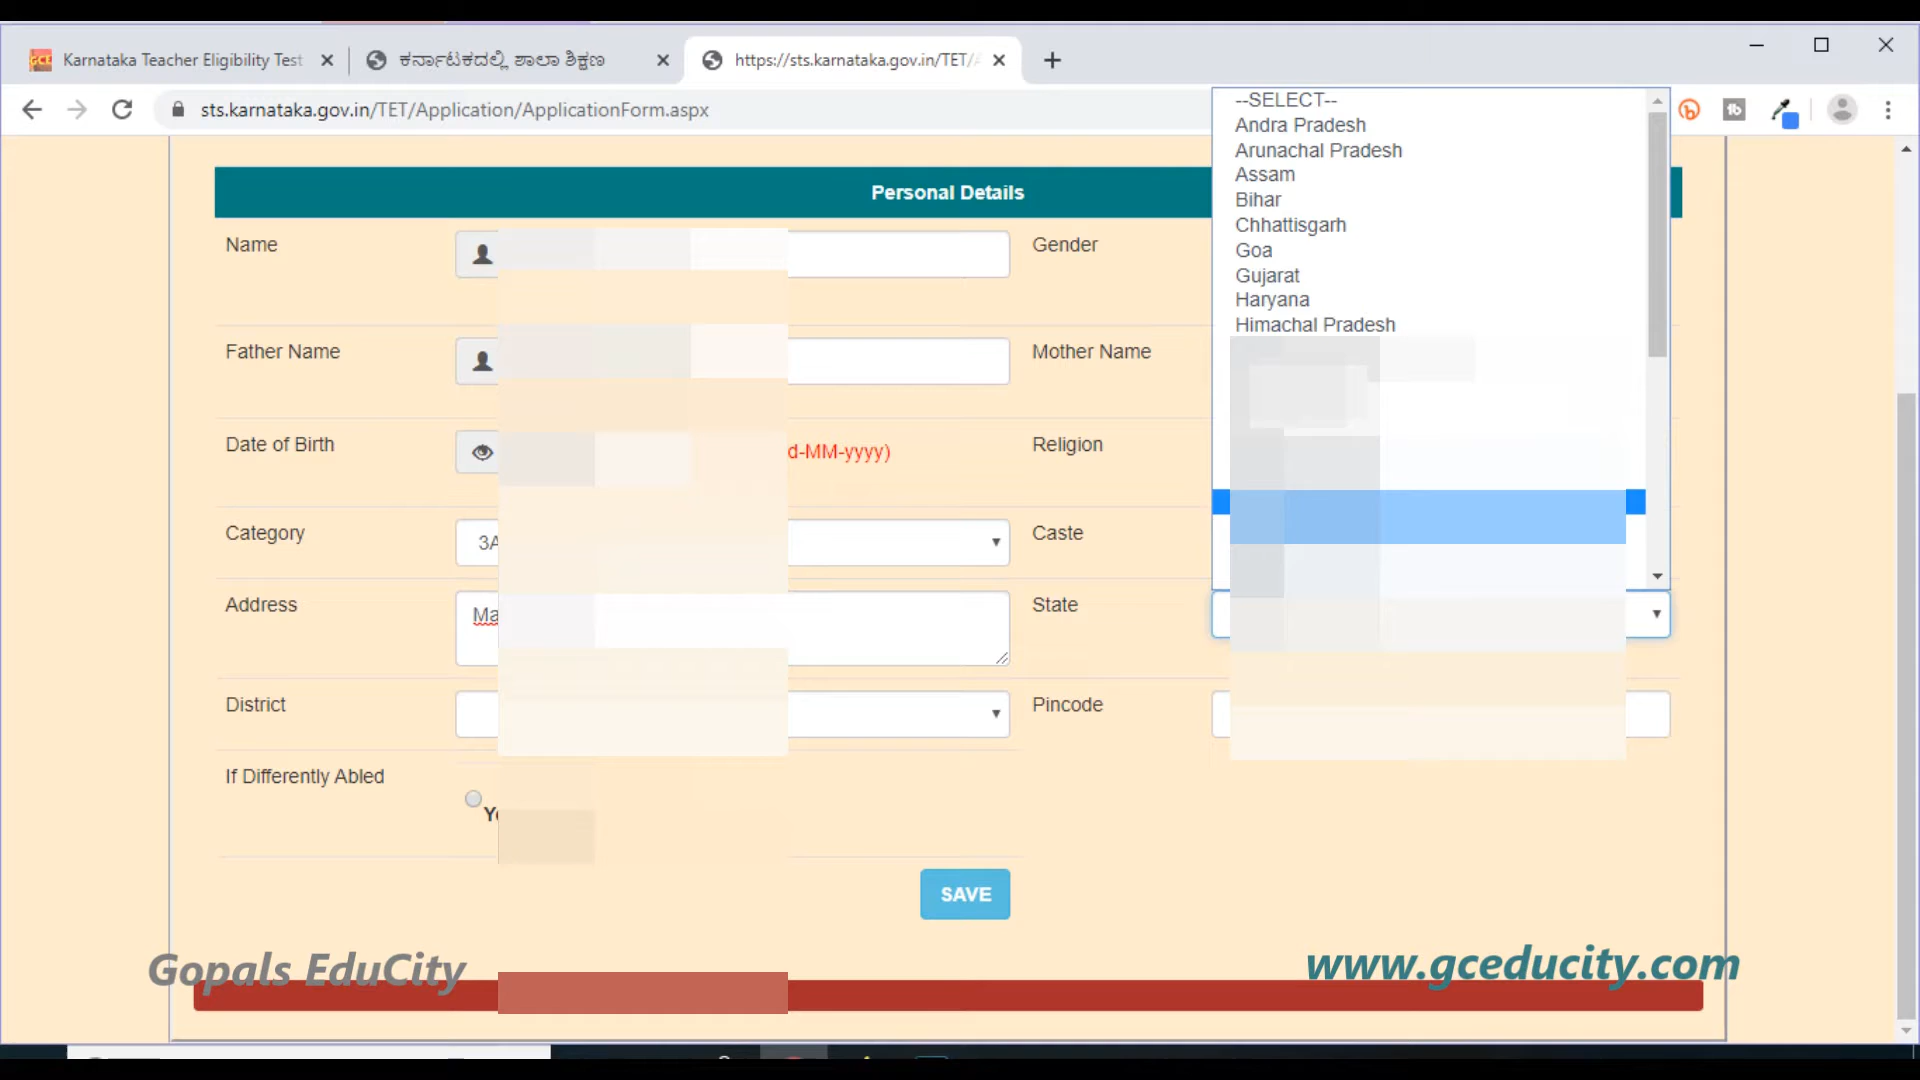 Karnataka Teacher Eligibility Test
ಕರ್ನಾಟಕದಲ್ಲಿ ಶಾಲಾ ಶಿಕ್ಷಣ
https://sts.karnataka.gov.in/TET/
sts.karnataka.gov.in/TET/Application/ApplicationForm.aspx
--SELECT--
Andra Pradesh
Arunachal Pradesh
Assam
Bihar
Chhattisgarh
Goa
Gujarat
Haryana
Himachal Pradesh
Personal Details
Name
Gender
Father Name
Mother Name
Date of Birth
d-MM-yyyy)
Religion
Category
3A
Caste
Address
Ma
State
District
Pincode
If Differently Abled
SAVE
Gopals EduCity
www.gceducity.com